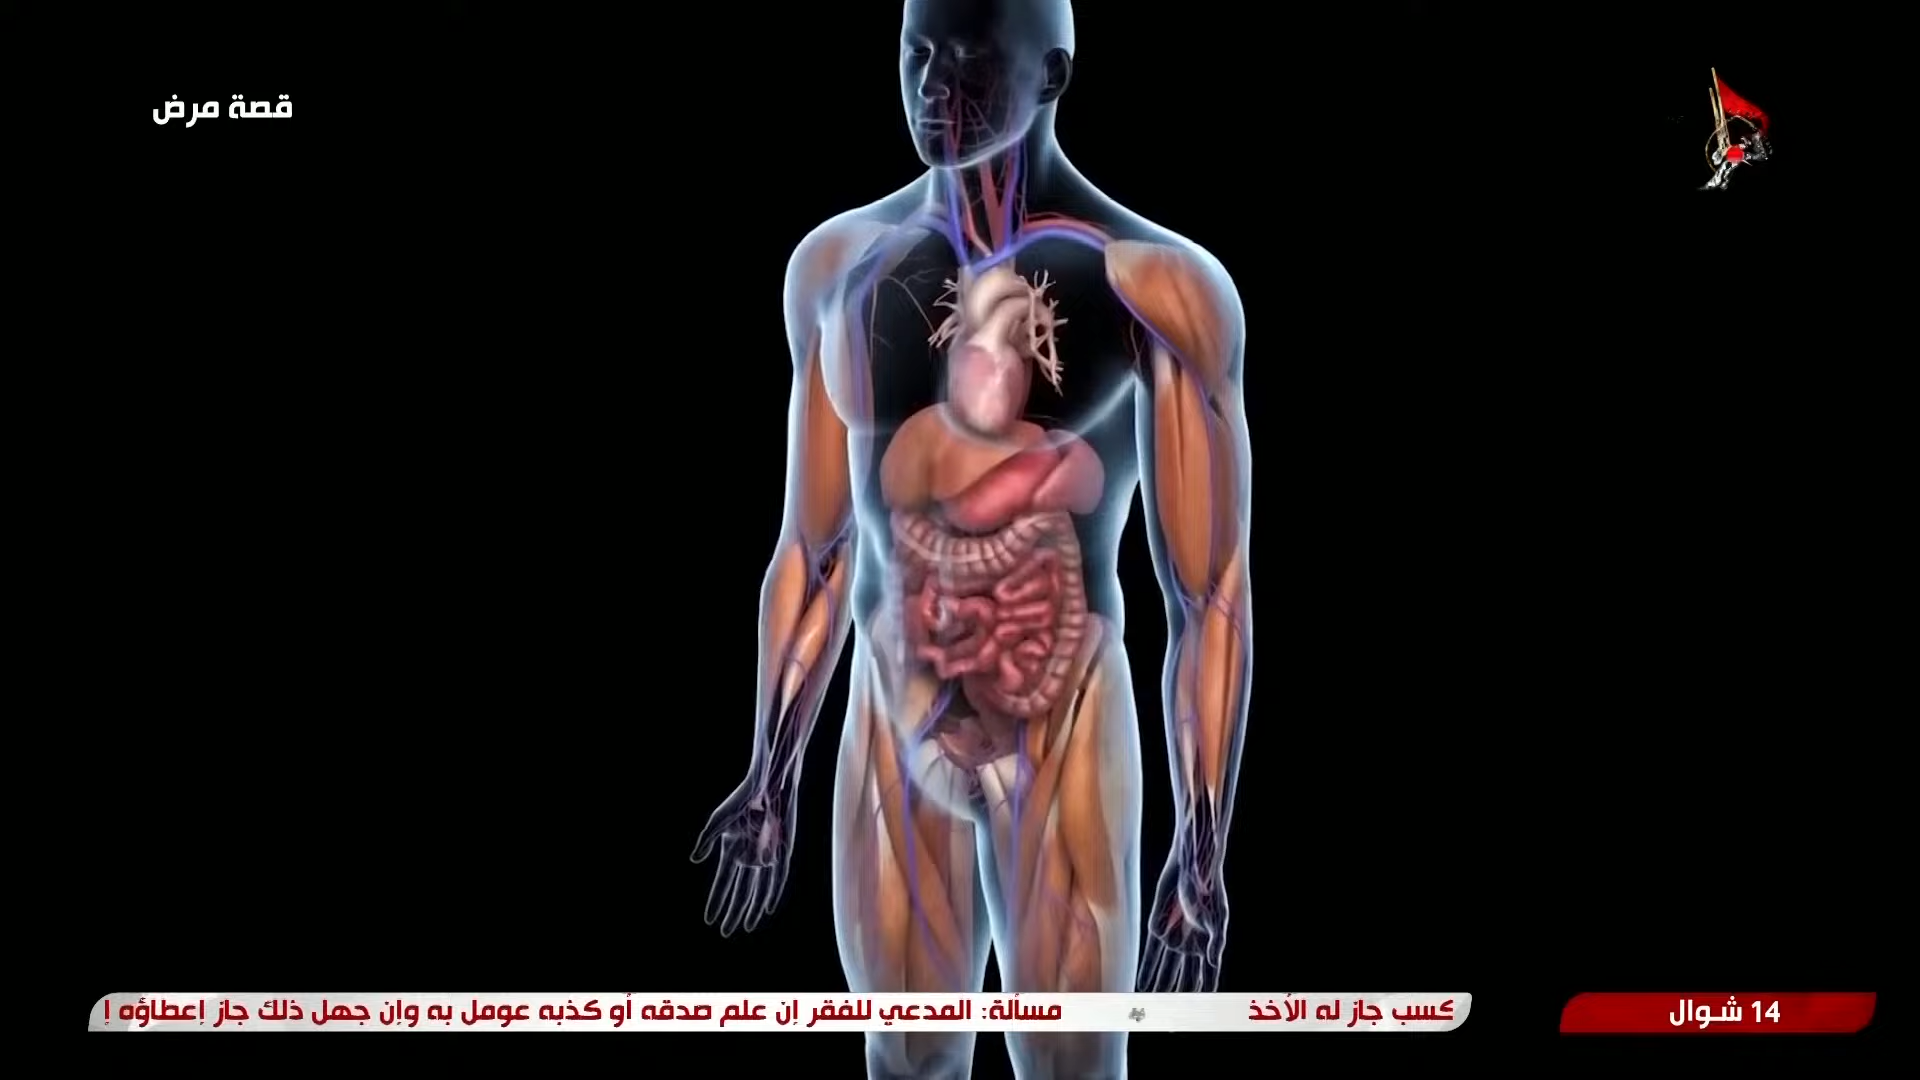 قصة مرض
كسب جاز له الأخذ
مسألة: المدعي للفقر إن علم صدقه أو كذبه عومل به وإن جهل ذلك جاز إعطاؤه إ
14 شوال